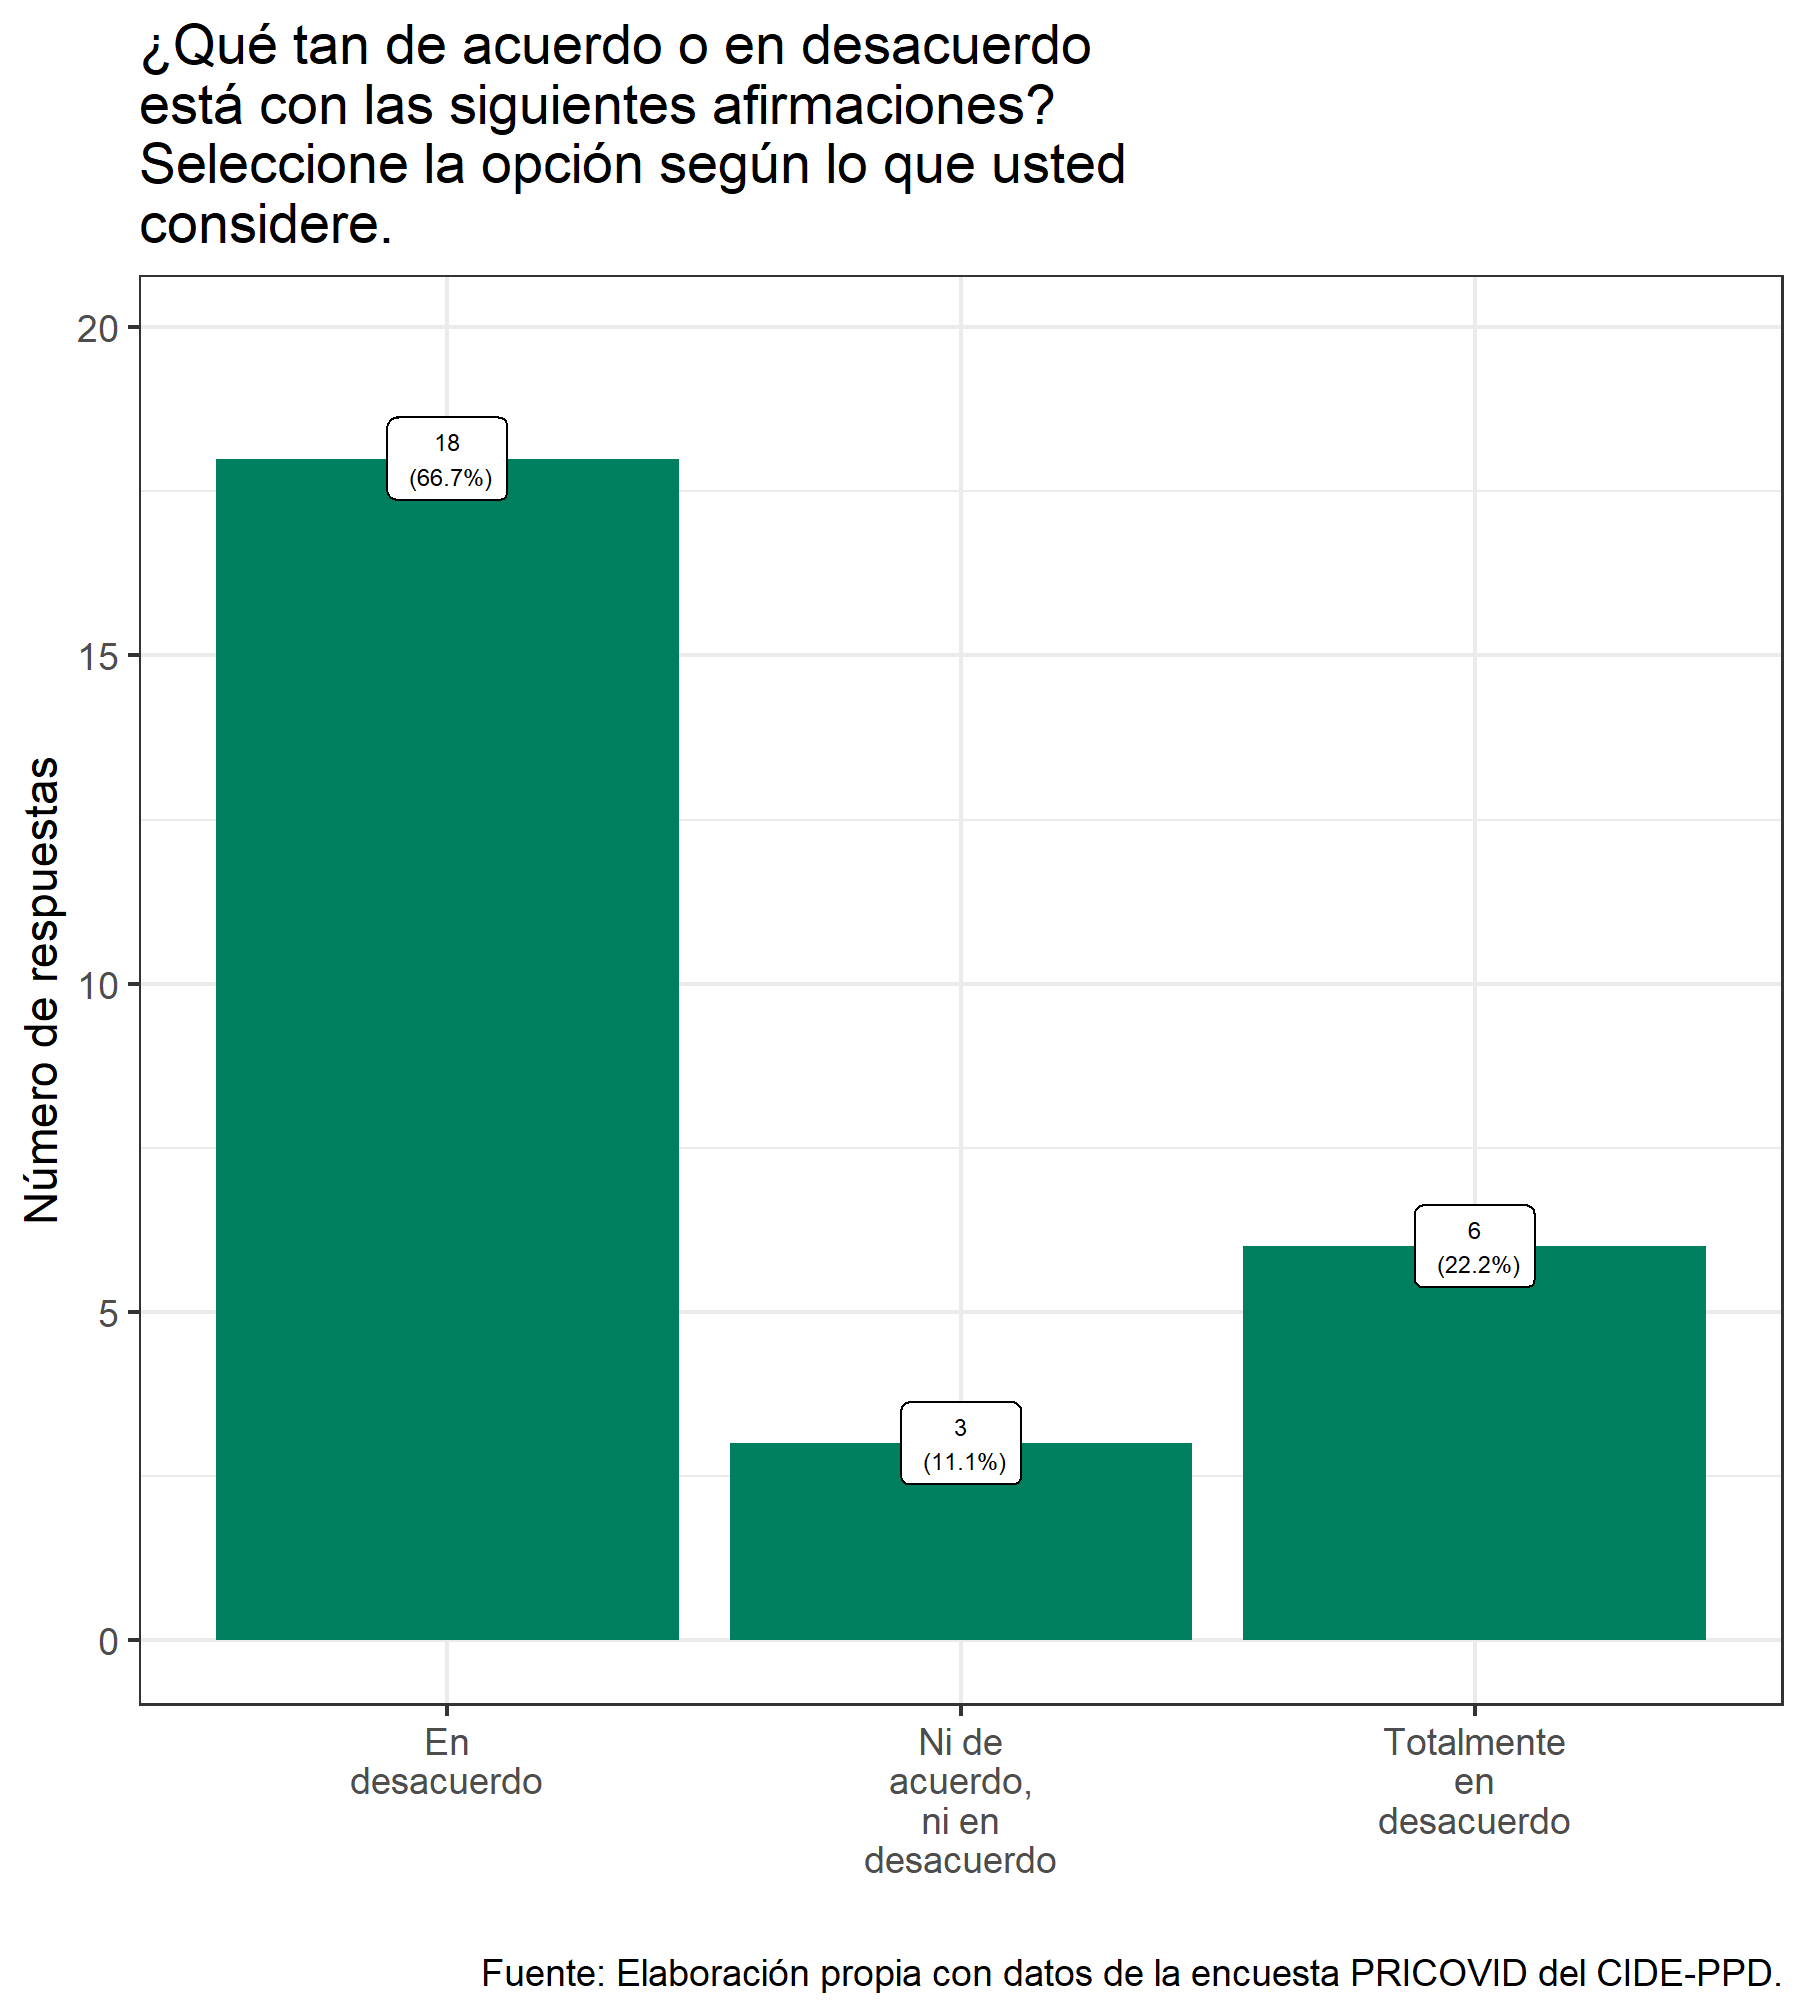 ¿Qué tan de acuerdo o en desacuerdo
está con las siguientes afirmaciones?
Seleccione la opción según lo que usted
considere.
Número de respuestas
20
15
10
5
0
18
(66.7%)
3
(11.1%)
6
(22.2%)
En
desacuerdo
Ni de
acuerdo,
ni en
desacuerdo
Totalmente
en
desacuerdo
Fuente: Elaboración propia con datos de la encuesta PRICOVID del CIDE-PPD.